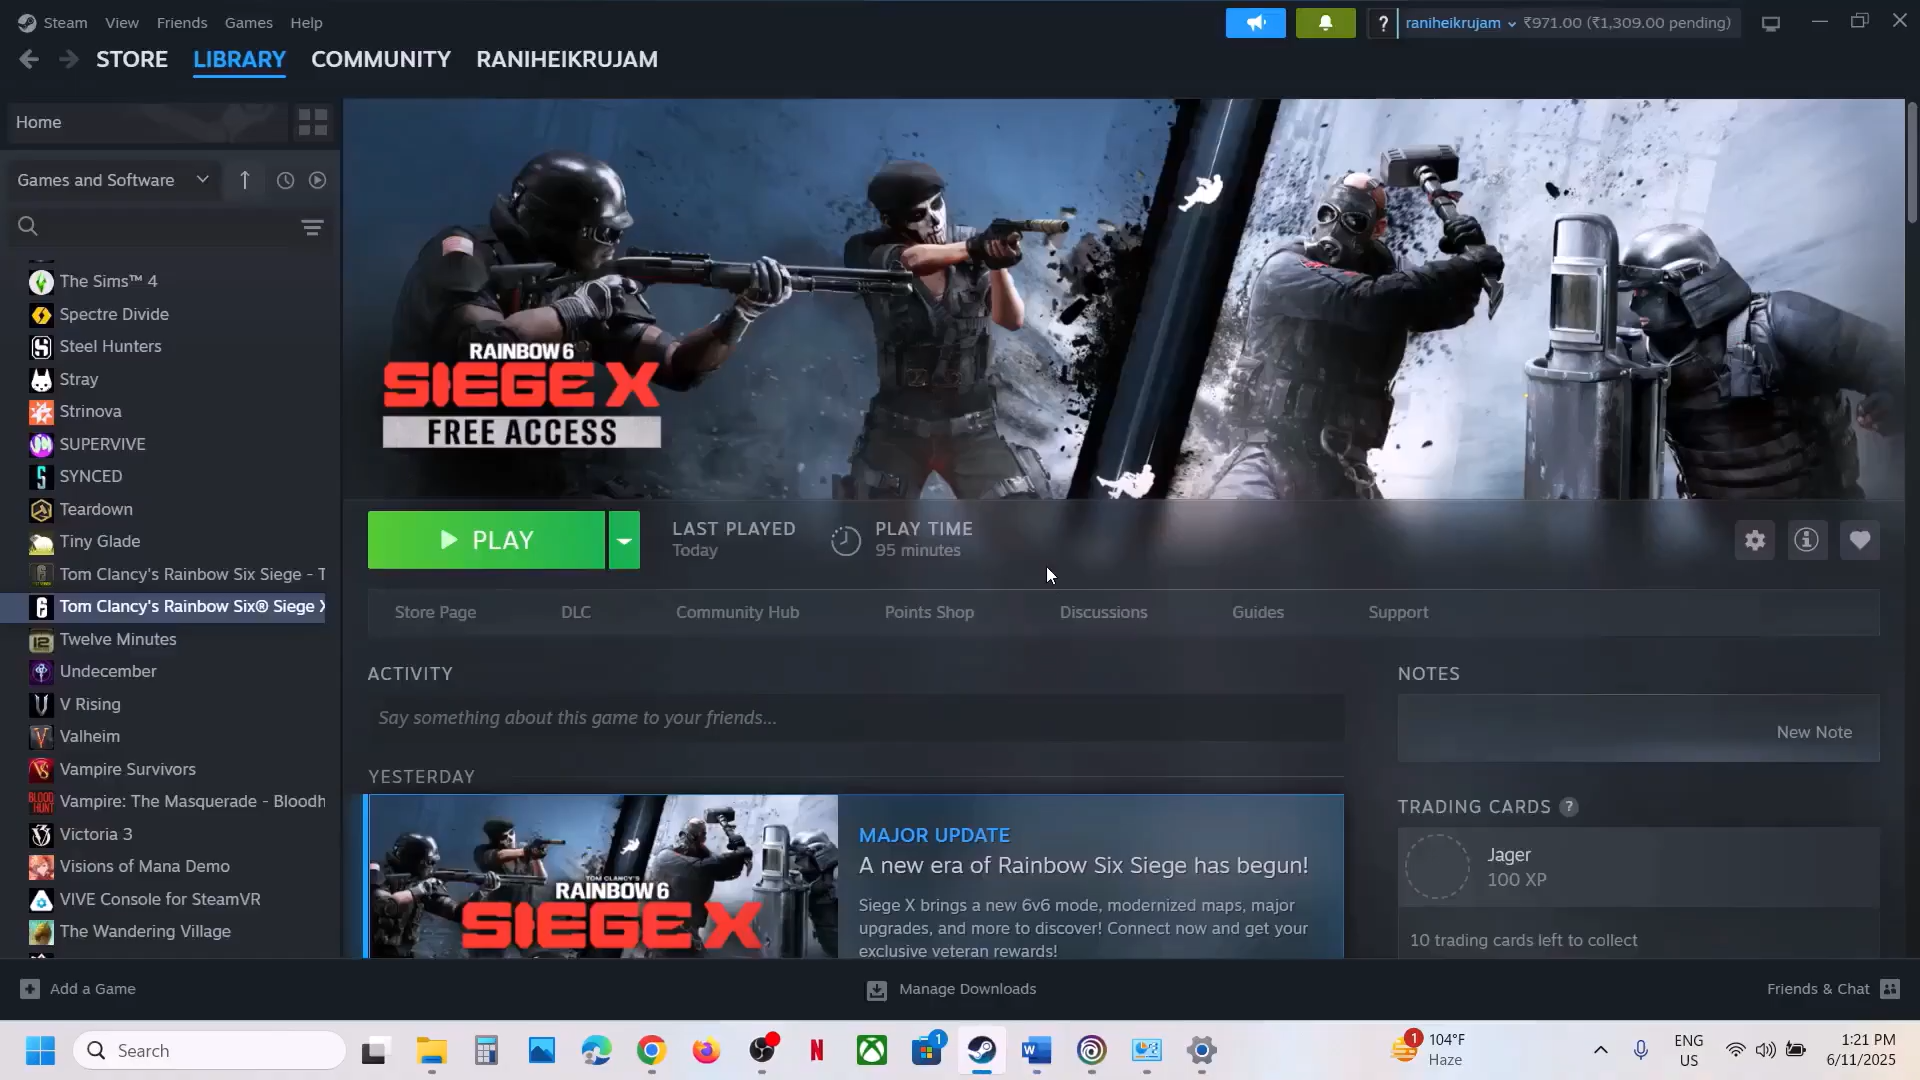 Steam View Friends Games Help
? raniheikrujam ₹971.00 (₹1,309.00 pending)
STORE LIBRARY COMMUNITY RANIHEIKRUJAM
Home
Games and Software
The Sims™ 4
Spectre Divide
Steel Hunters
Stray
Strinova
SUPERVIVE
SYNCED
Teardown
Tiny Glade
Tom Clancy's Rainbow Six Siege - T
Tom Clancy's Rainbow Six® Siege X
Twelve Minutes
Undecember
V Rising
Valheim
Vampire Survivors
Vampire: The Masquerade - Bloodh
Victoria 3
Visions of Mana Demo
VIVE Console for SteamVR
The Wandering Village
RAINBOW 6
SIEGE X
FREE ACCESS
PLAY
LAST PLAYED
Today
PLAY TIME
95 minutes
Store Page DLC Community Hub Points Shop Discussions Guides Support
ACTIVITY
Say something about this game to your friends...
YESTERDAY
TOM CLANCY'S
RAINBOW 6
SIEGE X
MAJOR UPDATE
A new era of Rainbow Six Siege has begun!
Siege X brings a new 6v6 mode, modernized maps, major
upgrades, and more to discover! Connect now and get your
exclusive veteran rewards!
NOTES
New Note
TRADING CARDS ?
Jager
100 XP
10 trading cards left to collect
Add a Game
Manage Downloads
Friends & Chat
Search
1
1
104°F
Haze
ENG
US
1:21 PM
6/11/2025